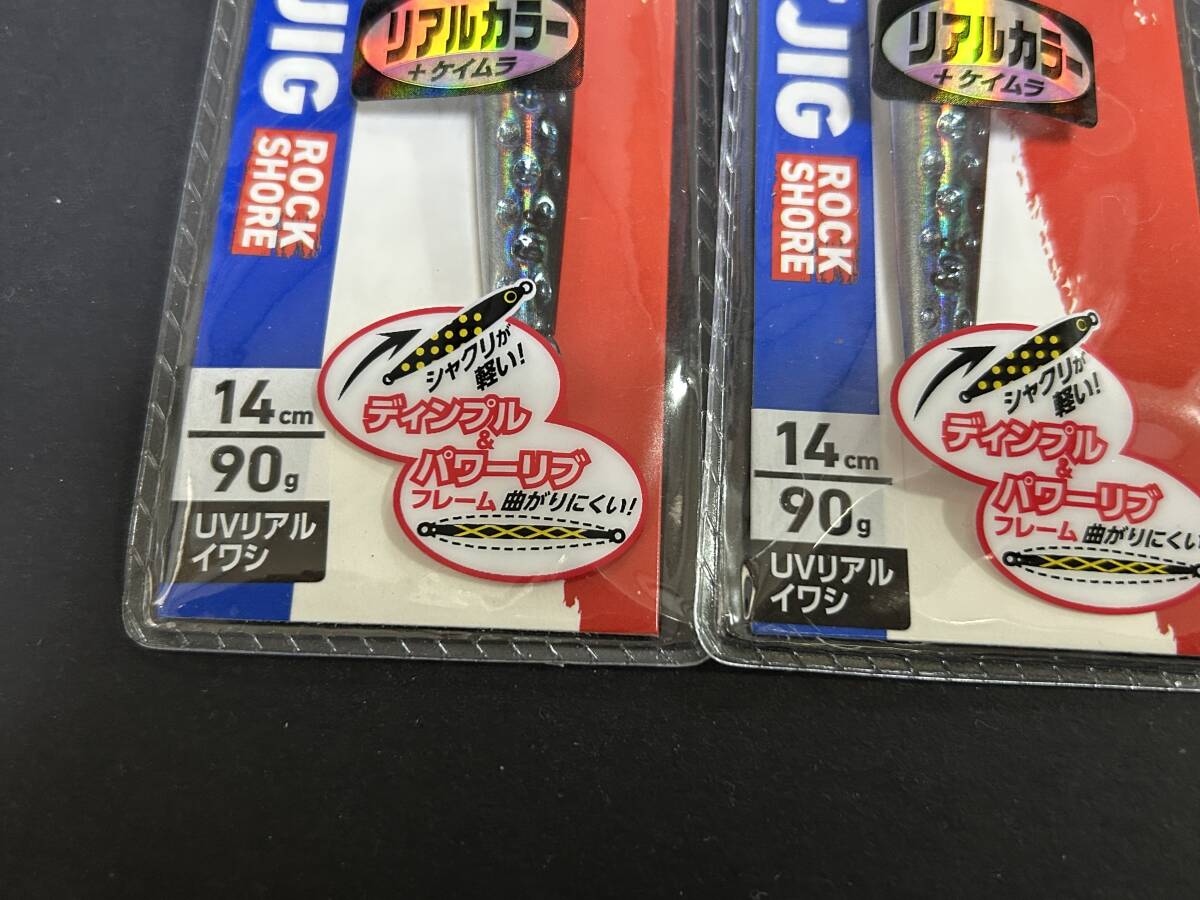 JIG
ROCK
SHORE
リアルカラー
+ケイムラ
シャクリが
軽い!
ディンプル
&
パワーリブ
フレーム 曲がりにくい!
14cm
90g
UVリアル
イワシ
JIG
ROCK
SHORE
リアルカラー
+ケイムラ
シャクリが
軽い!
ディンプル
&
パワーリブ
フレーム 曲がりにくい
14cm
90g
UVリアル
イワシ